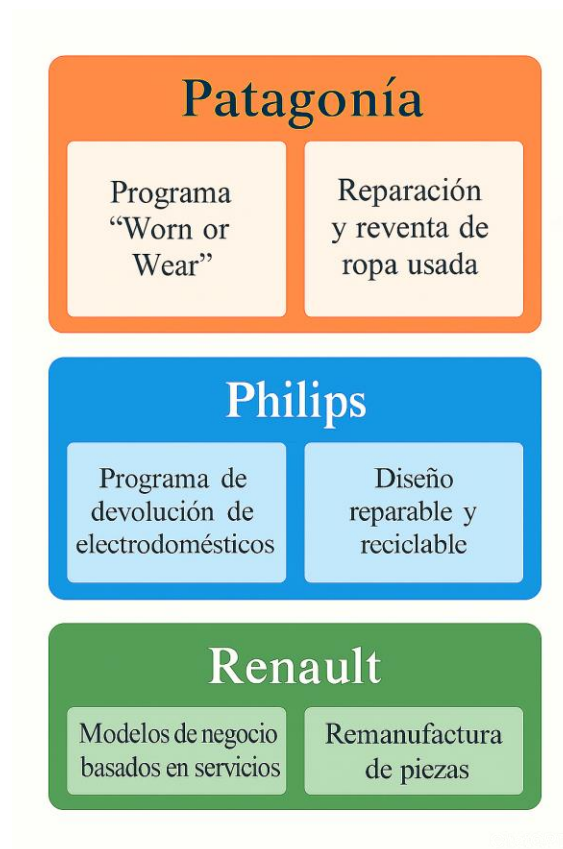 Patagonía
Programa
“Worn or
Wear”
Reparación
y reventa de
ropa usada
Philips
Programa de
devolución de
electrodomésticos
Diseño
reparable y
reciclable
Renault
Modelos de negocio
basados en servicios
Remanufactura
de piezas